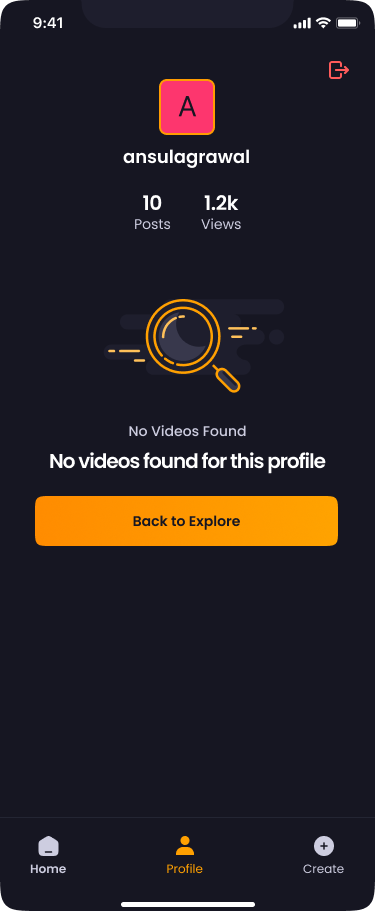 9:41
A
ansulagrawal
10 1.2k
Posts Views
No Videos Found
No videos found for this profile
Back to Explore
Home Profile Create